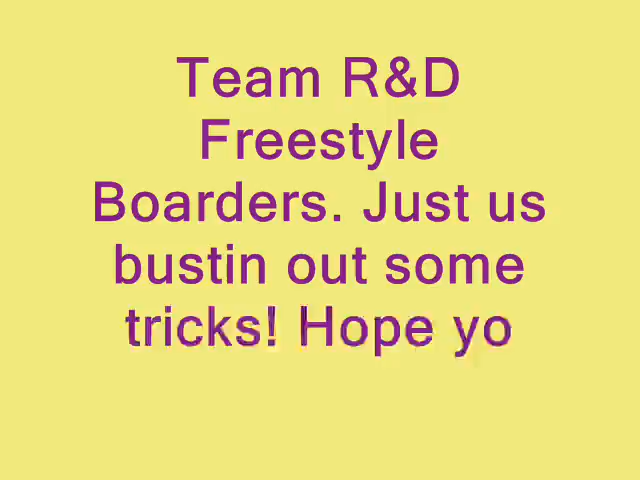 Team R&D
Freestyle
Boarders. Just us
bustin out some
tricks! Hope yo